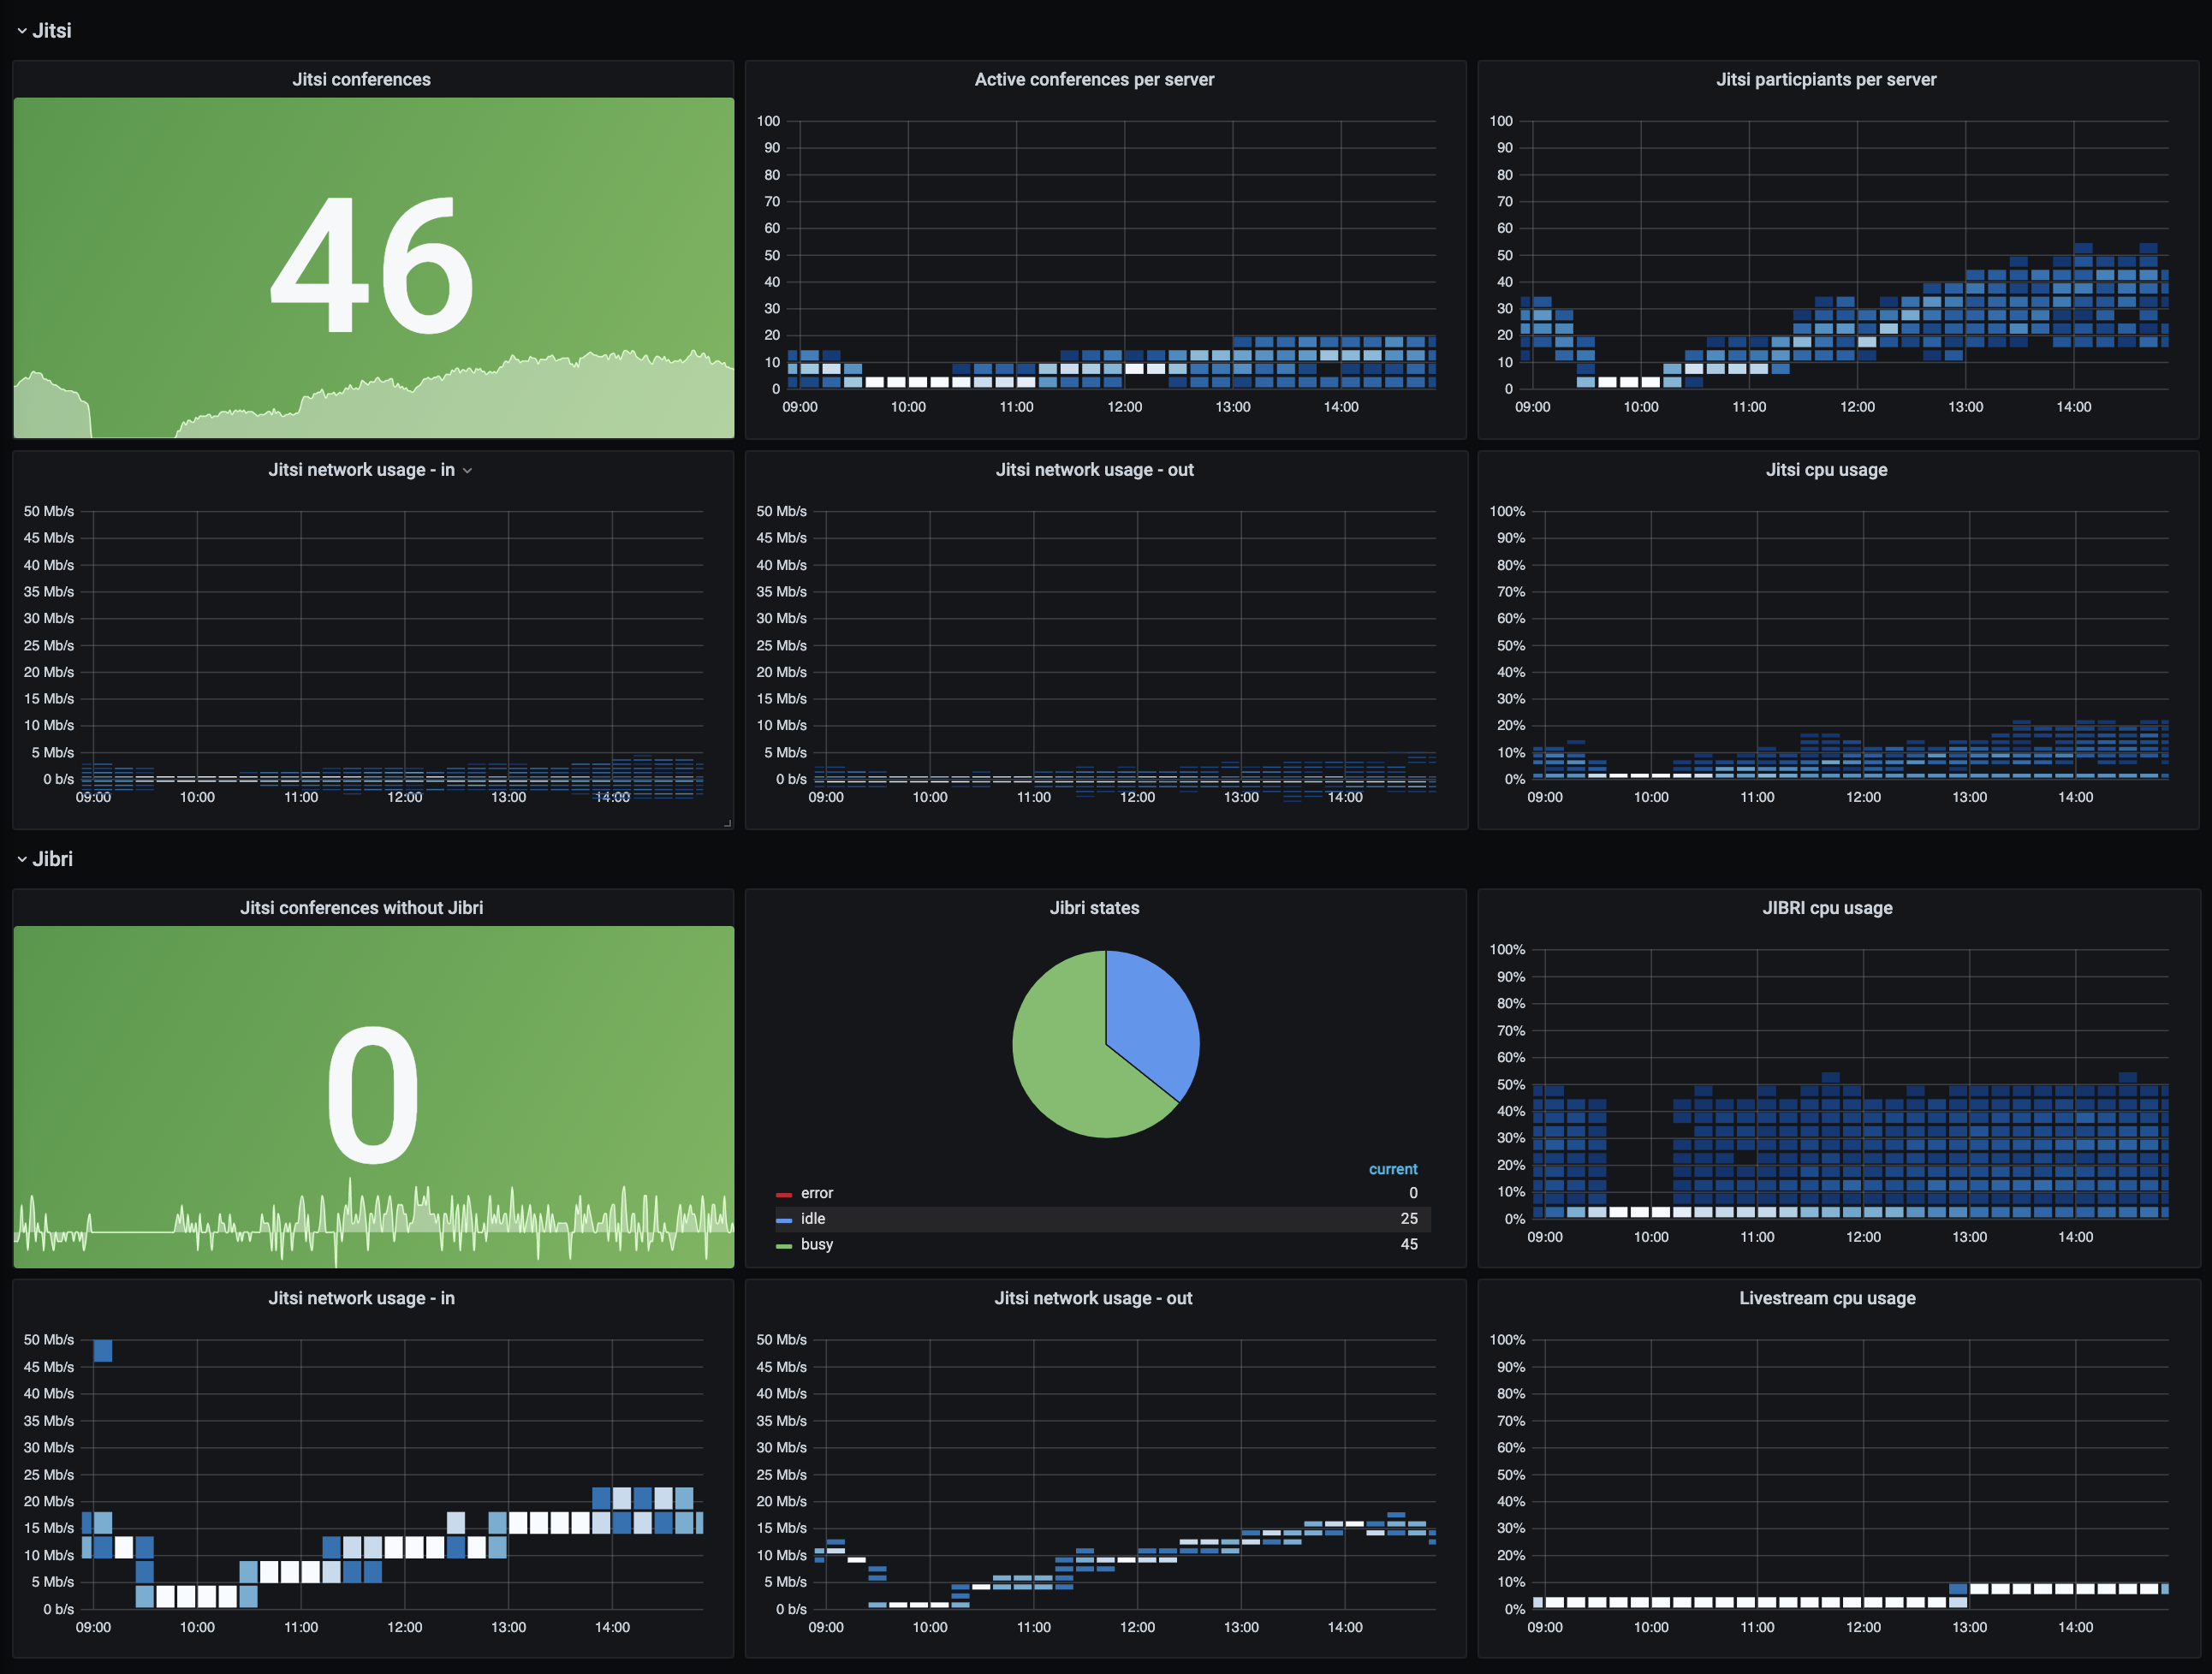 Jitsi
Jitsi conferences
46
Active conferences per server
100
90
80
70
60
50
40
30
20
10
0
09:00 10:00 11:00 12:00 13:00 14:00
Jitsi particpiants per server
100
90
80
70
60
50
40
30
20
10
0
09:00 10:00 11:00 12:00 13:00 14:00
Jitsi network usage - in
50 Mb/s
45 Mb/s
40 Mb/s
35 Mb/s
30 Mb/s
25 Mb/s
20 Mb/s
15 Mb/s
10 Mb/s
5 Mb/s
0 b/s
09:00 10:00 11:00 12:00 13:00 14:00
Jitsi network usage - out
50 Mb/s
45 Mb/s
40 Mb/s
35 Mb/s
30 Mb/s
25 Mb/s
20 Mb/s
15 Mb/s
10 Mb/s
5 Mb/s
0 b/s
09:00 10:00 11:00 12:00 13:00 14:00
Jitsi cpu usage
100%
90%
80%
70%
60%
50%
40%
30%
20%
10%
0%
09:00 10:00 11:00 12:00 13:00 14:00
Jibri
Jitsi conferences without Jibri
0
Jibri states
current
error 0
idle 25
busy 45
JIBRI cpu usage
100%
90%
80%
70%
60%
50%
40%
30%
20%
10%
0%
09:00 10:00 11:00 12:00 13:00 14:00
Jitsi network usage - in
50 Mb/s
45 Mb/s
40 Mb/s
35 Mb/s
30 Mb/s
25 Mb/s
20 Mb/s
15 Mb/s
10 Mb/s
5 Mb/s
0 b/s
09:00 10:00 11:00 12:00 13:00 14:00
Jitsi network usage - out
50 Mb/s
45 Mb/s
40 Mb/s
35 Mb/s
30 Mb/s
25 Mb/s
20 Mb/s
15 Mb/s
10 Mb/s
5 Mb/s
0 b/s
09:00 10:00 11:00 12:00 13:00 14:00
Livestream cpu usage
100%
90%
80%
70%
60%
50%
40%
30%
20%
10%
0%
09:00 10:00 11:00 12:00 13:00 14:00